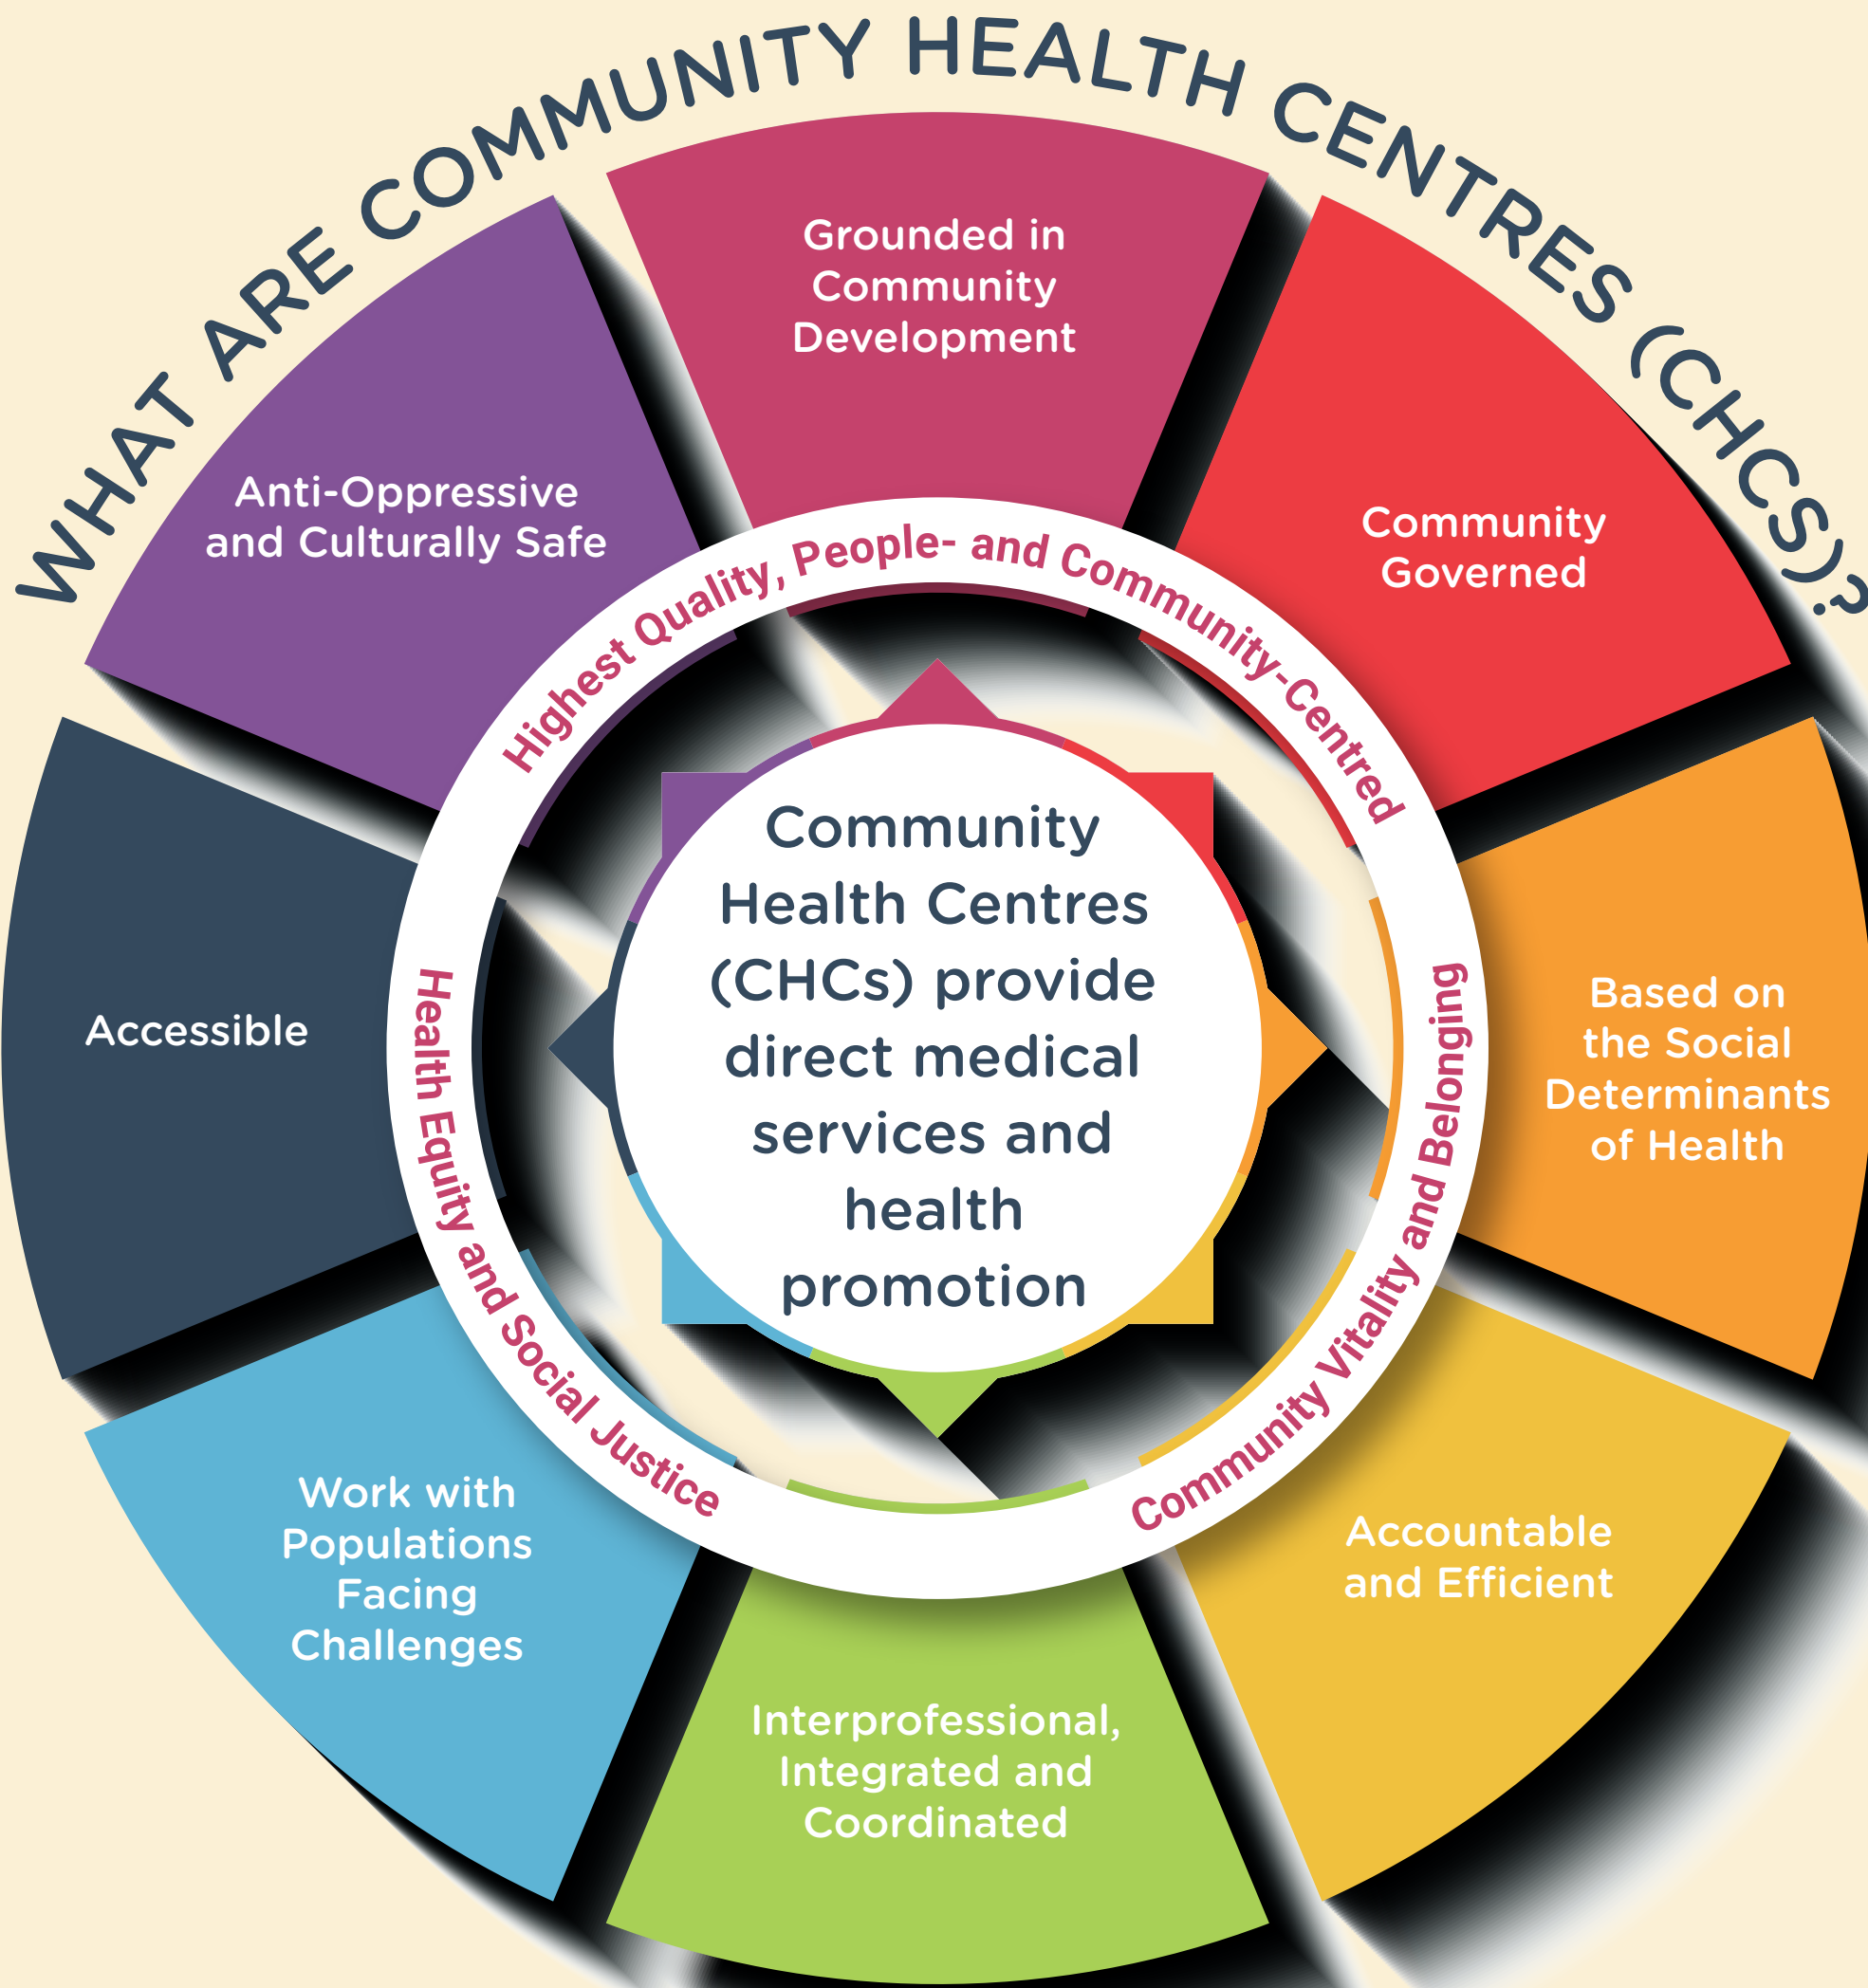 WHAT ARE COMMUNITY HEALTH CENTRES (CHCS)?
Grounded in
Community
Development
Community
Governed
Based on
the Social
Determinants
of Health
Accountable
and Efficient
Interprofessional,
Integrated and
Coordinated
Work with
Populations
Facing
Challenges
Accessible
Anti-Oppressive
and Culturally Safe
Highest Quality, People- and Community-Centred
Community Vitality and Belonging
Health Equity and Social Justice
Community
Health Centres
(CHCs) provide
direct medical
services and
health
promotion